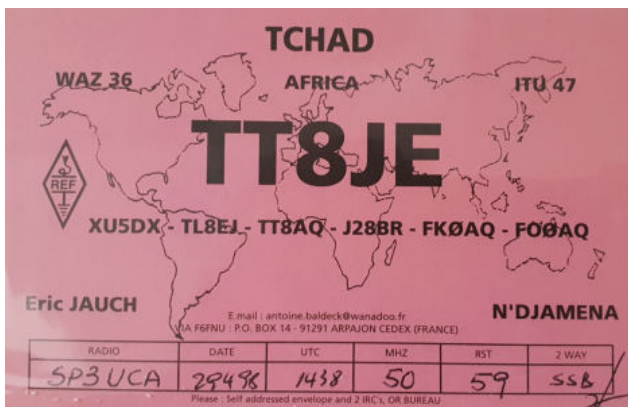 TCHAD
WAZ 36 AFRICA ITU 47
TT8JE
REF
XU5DX - TL8EJ - TT8AQ - J28BR - FKØAQ - FOØAQ
Eric JAUCH N'DJAMENA
E.mail : antoine.baldeck@wanadoo.fr
VIA F6FNU : P.O. BOX 14 - 91291 ARPAJON CEDEX (FRANCE)
RADIO DATE UTC MHZ RST 2 WAY
SP3UCA 29498 1438 50 59 SSB
Please : Self addressed envelope and 2 IRC's, OR BUREAU